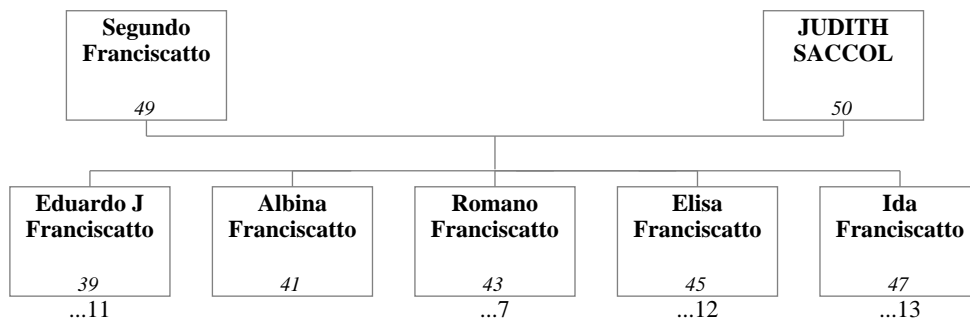 Segundo
Franciscatto
49
JUDITH
SACCOL
50
Eduardo J
Franciscatto
39
...11
Albina
Franciscatto
41
Romano
Franciscatto
43
...7
Elisa
Franciscatto
45
...12
Ida
Franciscatto
47
...13